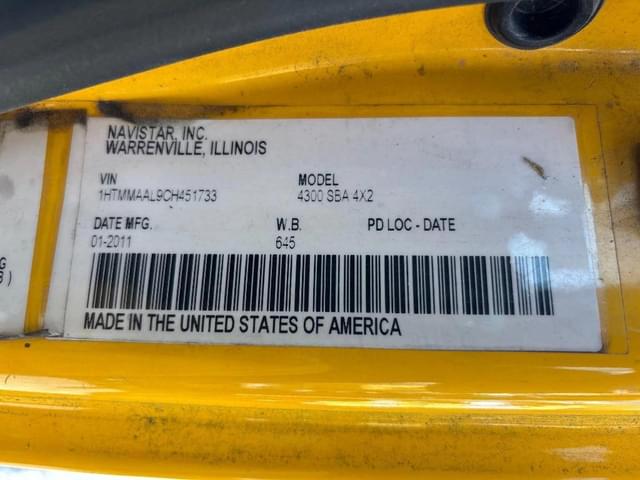 NAVISTAR, INC.
WARRENVILLE, ILLINOIS
VIN MODEL
1HTMMAAL9CH451733 4300 SBA 4X2
DATE MFG. W.B. PD LOC - DATE
01-2011 645
MADE IN THE UNITED STATES OF AMERICA
G
)